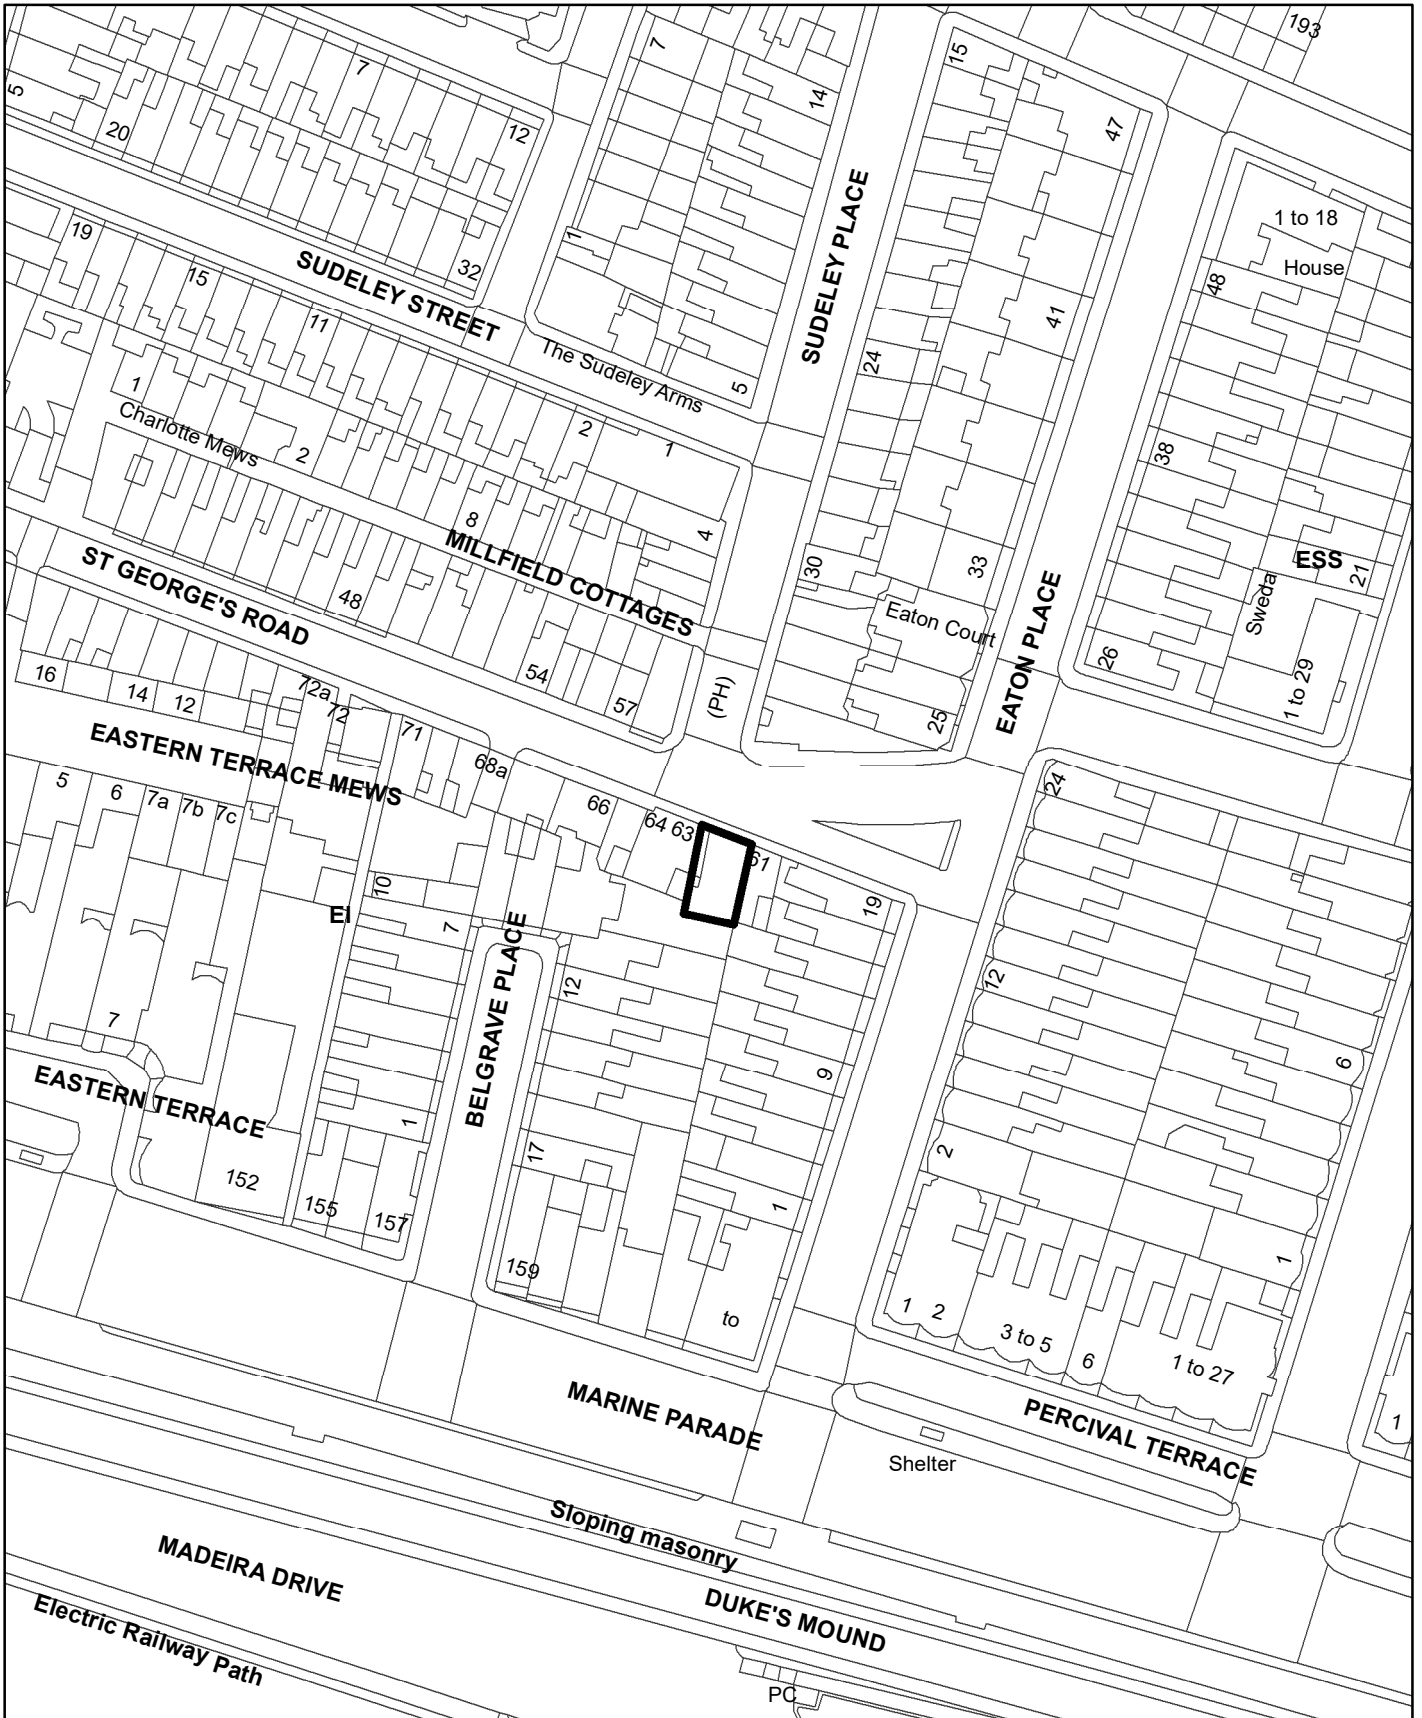 193
7
7
15
14
5
20
12
47
1 to 18
House
19
SUDELEY STREET
32
1
SUDELEY PLACE
48
15
11
41
The Sudeley Arms
5
24
1
Charlotte Mews
2
2
1
38
8
4
MILLFIELD COTTAGES
30
33
ESS
21
ST GEORGE'S ROAD
48
Eaton Court
Sweda
EATON PLACE
26
1 to 29
16
14
12
72a
72
54
57
(PH)
25
71
EASTERN TERRACE MEWS
68a
24
5
6
7a
7b
7c
66
64
63
61
10
El
7
19
BELGRAVE PLACE
12
12
7
9
6
EASTERN TERRACE
1
17
2
152
155
157
1
1
159
to
1
2
3 to 5
6
1 to 27
MARINE PARADE
PERCIVAL TERRACE
1
Shelter
Sloping masonry
MADEIRA DRIVE
DUKE'S MOUND
Electric Railway Path
PC